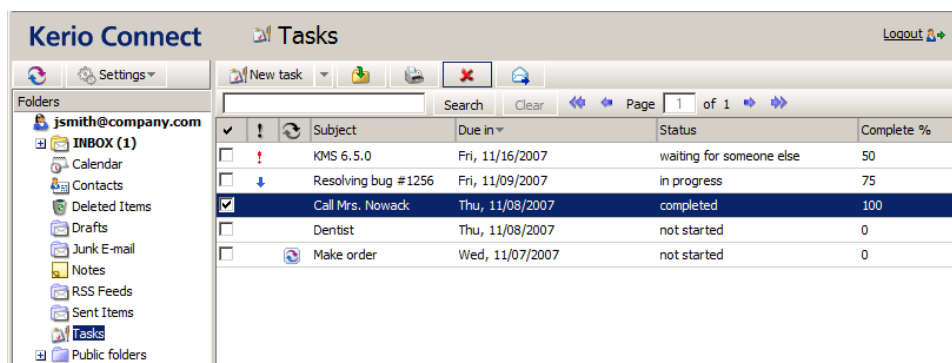 Kerio Connect
Tasks
Logout
Settings
New task
Folders
Search Clear Page 1 of 1
jsmith@company.com
INBOX (1)
Calendar
Contacts
Deleted Items
Drafts
Junk E-mail
Notes
RSS Feeds
Sent Items
Tasks
Public folders
! Subject Due in Status Complete %
! KMS 6.5.0 Fri, 11/16/2007 waiting for someone else 50
Resolving bug #1256 Fri, 11/09/2007 in progress 75
Call Mrs. Nowack Thu, 11/08/2007 completed 100
Dentist Thu, 11/08/2007 not started 0
Make order Wed, 11/07/2007 not started 0